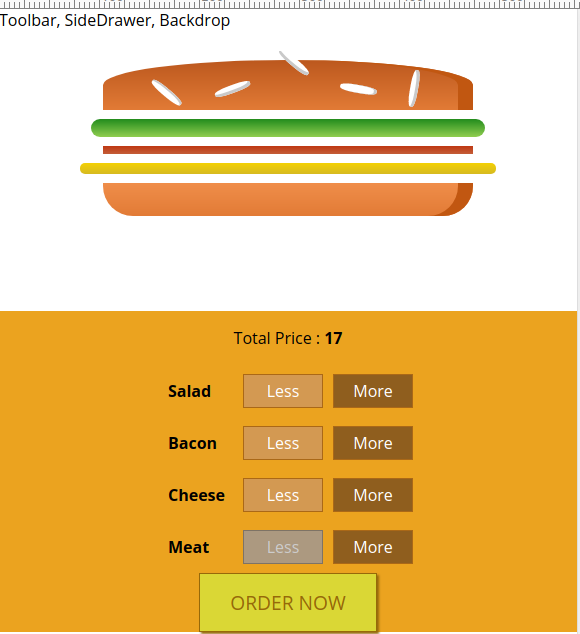 Toolbar, SideDrawer, Backdrop
Total Price : 17
Salad Less More
Bacon Less More
Cheese Less More
Meat Less More
ORDER NOW